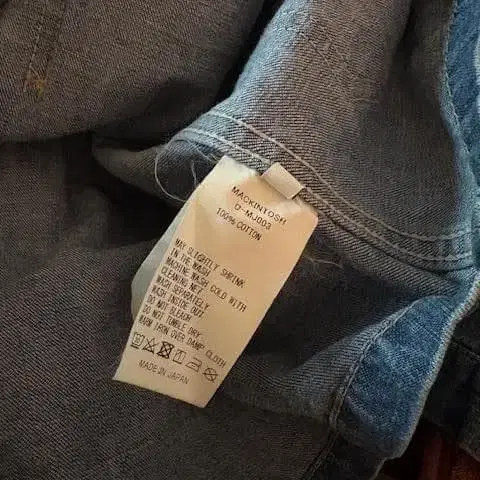 MACKINTOSH
D-MJ003
100% COTTON
MAY SLIGHTLY SHRINK
IN THE WASH
MACHINE WASH COLD WITH
CLEANING NET
WASH SEPARATELY
WASH INSIDE OUT
DO NOT BLEACH
DO NOT TUMBLE DRY
WARM IRON OVER DAMP CLOTH
MADE IN JAPAN